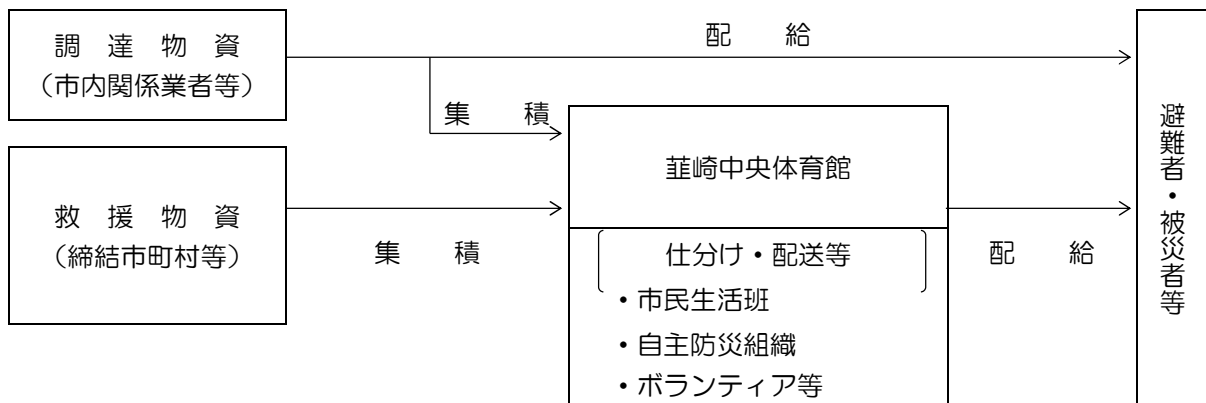 調　達　物　資
（市内関係業者等）
配　　給
集　　積
救　援　物　資
（締結市町村等）
集　　積
韮崎中央体育館
仕分け・配送等
・市民生活班
・自主防災組織
・ボランティア等
配　　給
避難者・被災者等